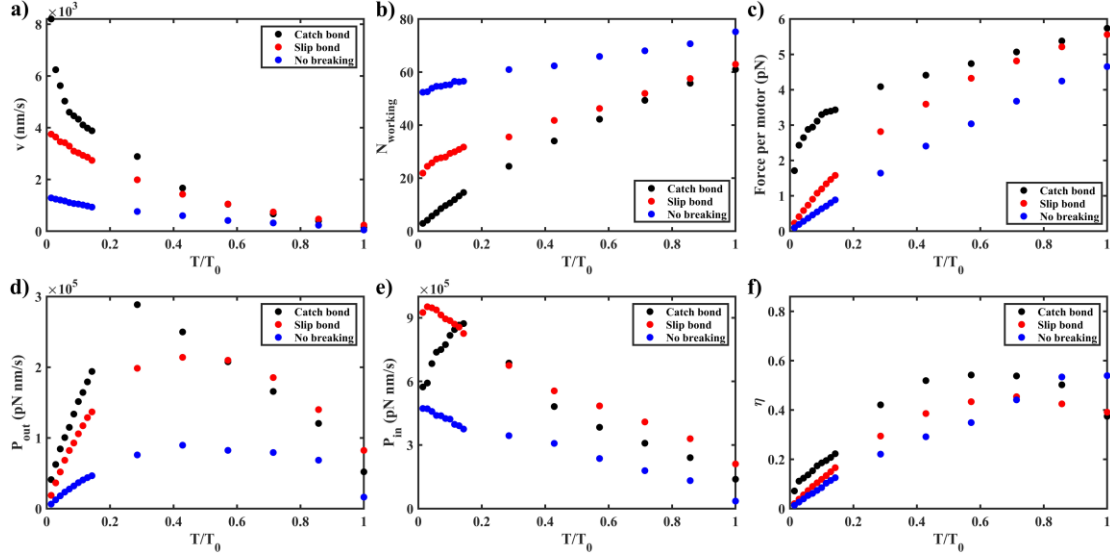 a)
×10³
8
6
4
2
0
v (nm/s)
0 0.2 0.4 0.6 0.8 1
T/T₀
Catch bond
Slip bond
No breaking
b)
80
60
40
20
0
N_working
0 0.2 0.4 0.6 0.8 1
T/T₀
Catch bond
Slip bond
No breaking
c)
6
5
4
3
2
1
0
Force per motor (pN)
0 0.2 0.4 0.6 0.8 1
T/T₀
Catch bond
Slip bond
No breaking
d)
×10⁵
3
2
1
0
P_out (pN nm/s)
0 0.2 0.4 0.6 0.8 1
T/T₀
Catch bond
Slip bond
No breaking
e)
×10⁵
9
6
3
0
P_in (pN nm/s)
0 0.2 0.4 0.6 0.8 1
T/T₀
Catch bond
Slip bond
No breaking
f)
0.8
0.6
0.4
0.2
0
η
0 0.2 0.4 0.6 0.8 1
T/T₀
Catch bond
Slip bond
No breaking